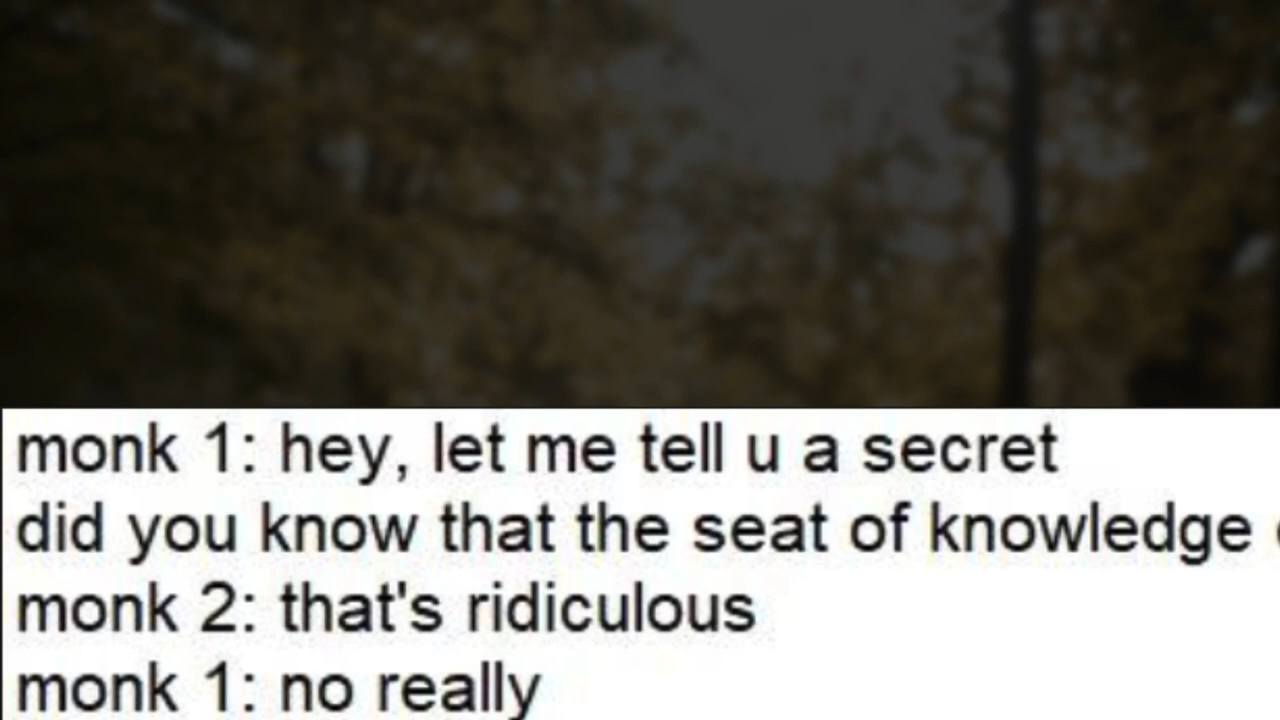 monk 1: hey, let me tell u a secret
did you know that the seat of knowledge
monk 2: that's ridiculous
monk 1: no really